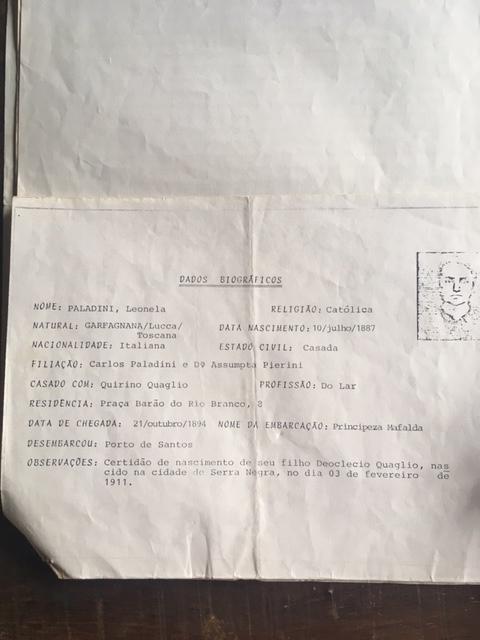 DADOS BIOGRÁFICOS
NOME: PALADINI, Leonela RELIGIÃO: Católica
NATURAL: GARFAGNANA/Lucca/ DATA NASCIMENTO: 10/julho/1887
Toscana
NACIONALIDADE: Italiana ESTADO CIVIL: Casada
FILIAÇÃO: Carlos Paladini e Dª Assumpta Pierini
CASADO COM: Quirino Quaglio PROFISSÃO: Do Lar
RESIDÊNCIA: Praça Barão do Rio Branco, 8
DATA DE CHEGADA: 21/outubro/1894 NOME DA EMBARCAÇÃO: Principeza Mafalda
DESEMBARCOU: Porto de Santos
OBSERVAÇÕES: Certidão de nascimento de seu filho Deoclecio Quaglio, nas
cido na cidade de Serra Negra, no dia 03 de fevereiro de
1911.